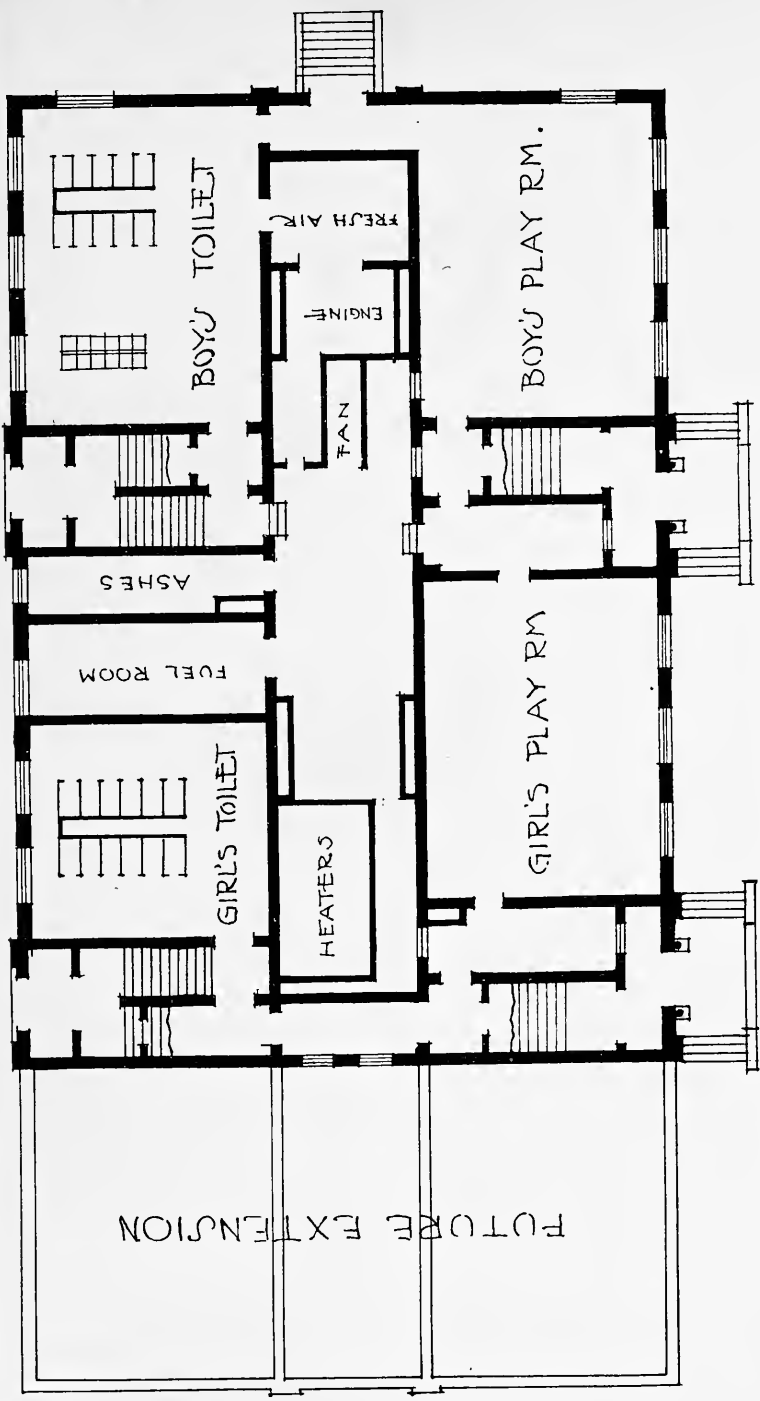 BOY'S TOILET
FRESH AIR
ENGINE
BOY'S PLAY RM.
FAN
ASHES
FUEL ROOM
GIRL'S TOILET
HEATERS
GIRL'S PLAY RM
FUTURE EXTENSION